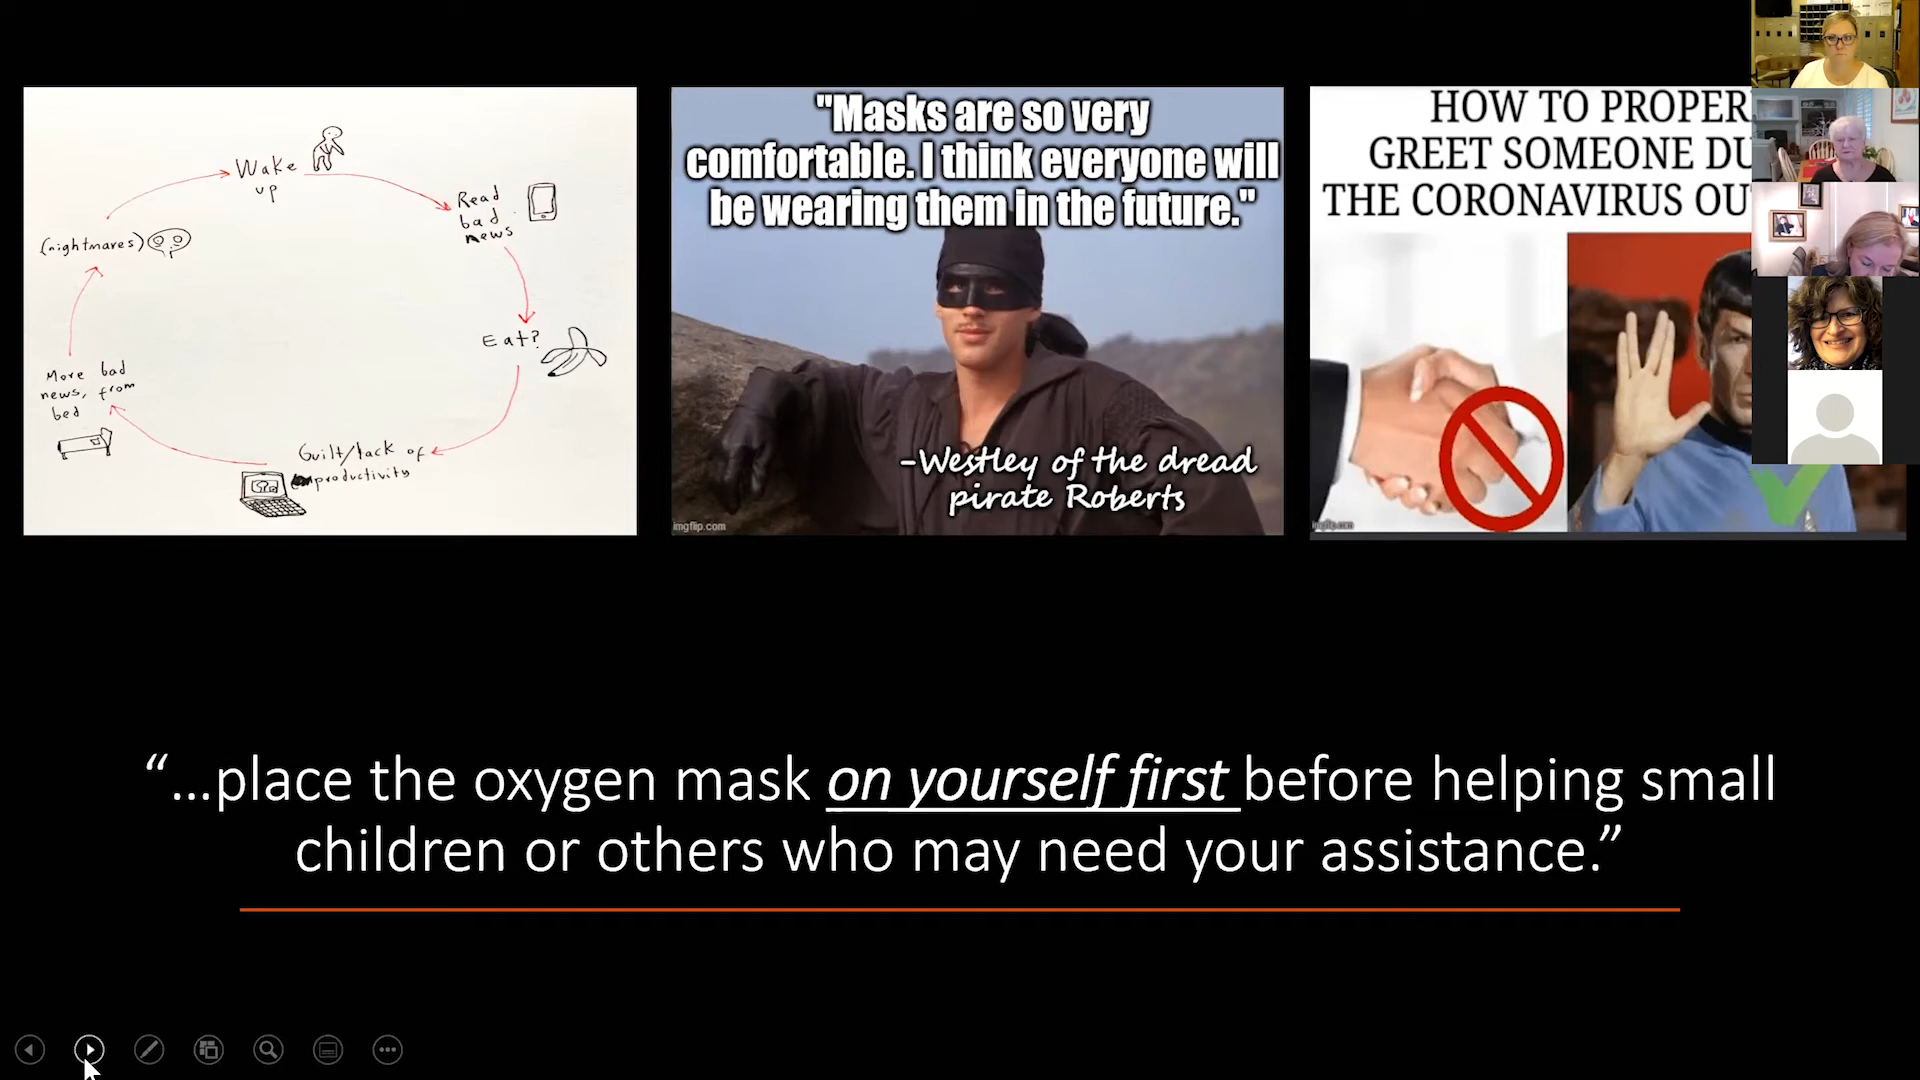 Wake
up
Read
bad
news
Eat?
Guilt/lack of
productivity
More bad
news, from
bed
(nightmares)
"Masks are so very
comfortable. I think everyone will
be wearing them in the future."
-Westley of the dread
pirate Roberts
imgflip.com
HOW TO PROPER
GREET SOMEONE DU
THE CORONAVIRUS OU
imgflip.com
“...place the oxygen mask on yourself first before helping small
children or others who may need your assistance.”